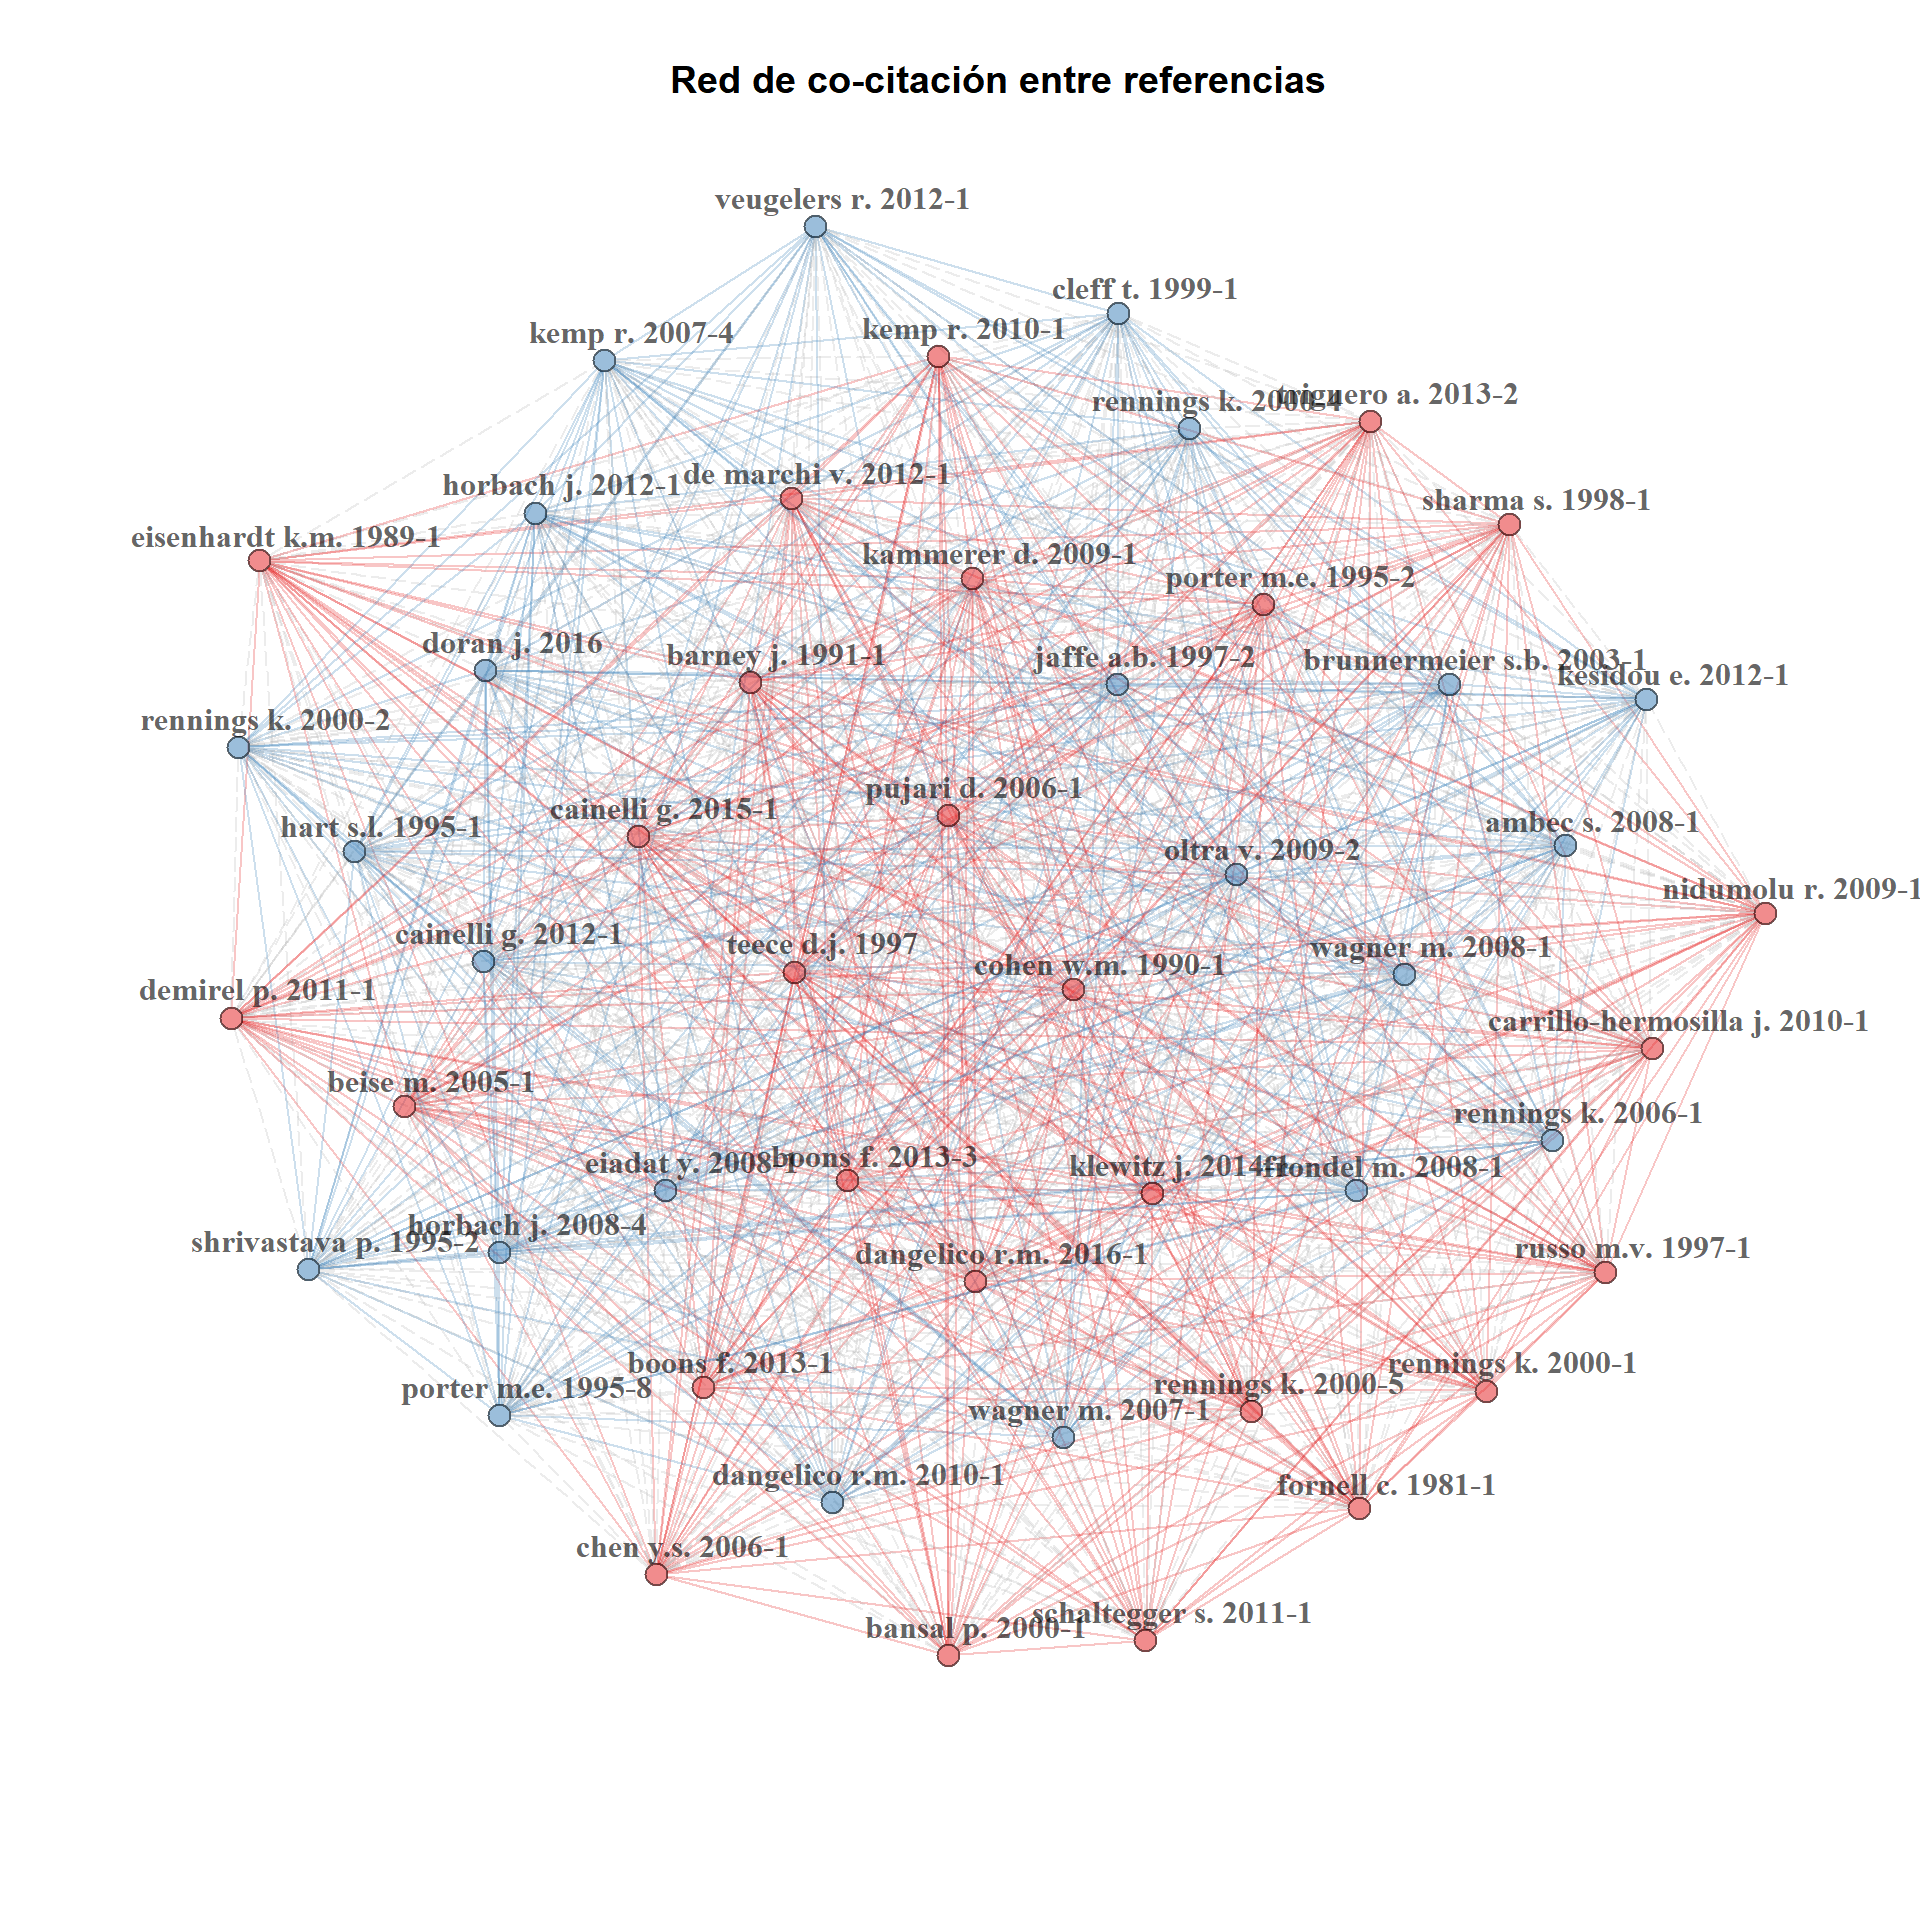 Red de co-citación entre referencias
veugelers r. 2012-1
cleff t. 1999-1
kemp r. 2007-4
kemp r. 2010-1
rennings k. 2000-4
triguero a. 2013-2
horbach j. 2012-1
de marchi v. 2012-1
sharma s. 1998-1
eisenhardt k.m. 1989-1
kammerer d. 2009-1
porter m.e. 1995-2
doran j. 2016
barney j. 1991-1
jaffe a.b. 1997-2
brunnermeier s.b. 2003-1
kesidou e. 2012-1
rennings k. 2000-2
pujari d. 2006-1
cainelli g. 2015-1
hart s.l. 1995-1
ambec s. 2008-1
oltra v. 2009-2
nidumolu r. 2009-1
cainelli g. 2012-1
teece d.j. 1997
wagner m. 2008-1
cohen w.m. 1990-1
demirel p. 2011-1
carrillo-hermosilla j. 2010-1
beise m. 2005-1
rennings k. 2006-1
eiadat y. 2008-1
boons f. 2013-3
klewitz j. 2014-1
frondel m. 2008-1
horbach j. 2008-4
shrivastava p. 1995-2
dangelico r.m. 2016-1
russo m.v. 1997-1
boons f. 2013-1
rennings k. 2000-1
porter m.e. 1995-8
rennings k. 2000-5
wagner m. 2007-1
dangelico r.m. 2010-1
fornell c. 1981-1
chen y.s. 2006-1
schaltegger s. 2011-1
bansal p. 2000-1